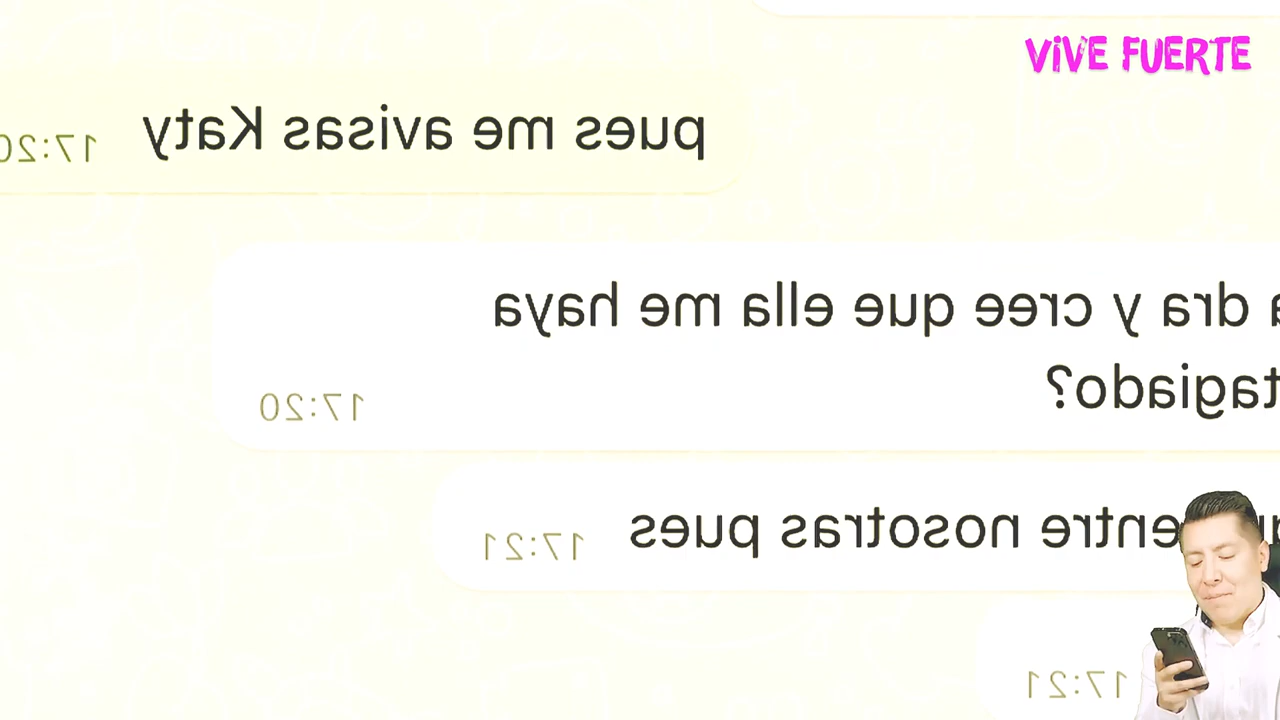 VIVE FUERTE
pues me avisas Katy 17:20
dra y cree que ella me haya
tagiado? 17:20
entre nosotras pues 17:21
17:21